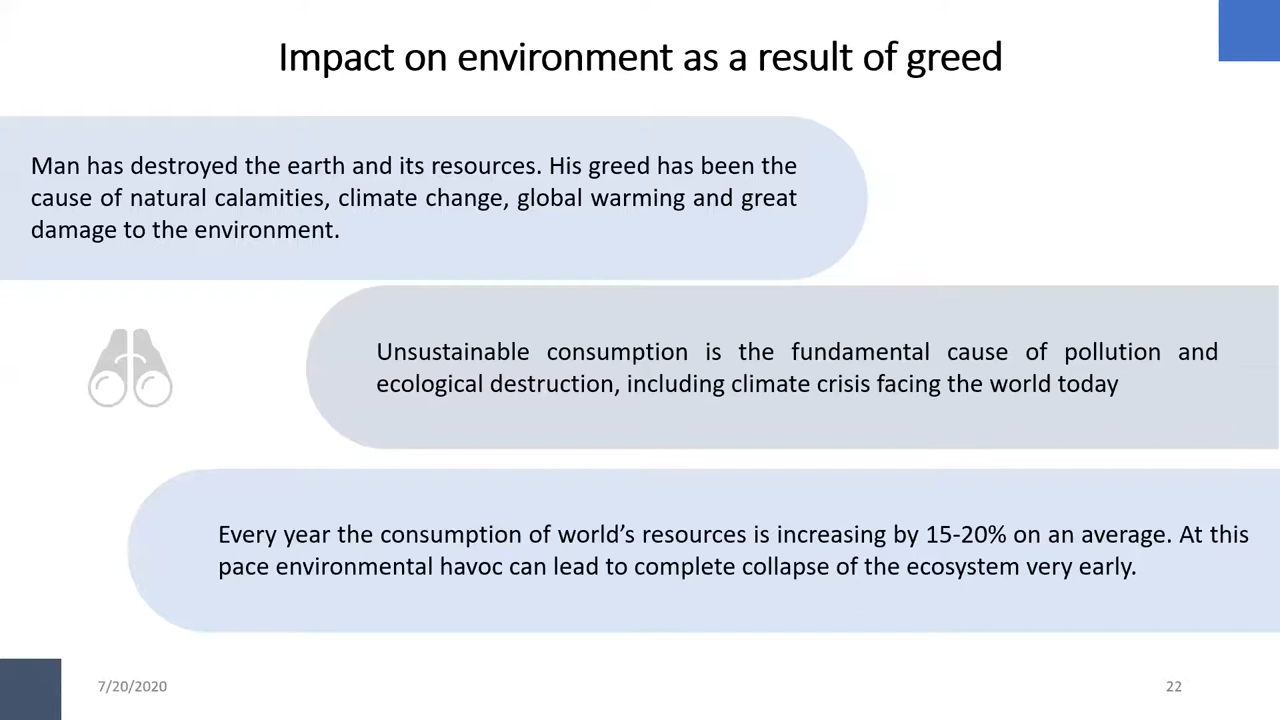 Impact on environment as a result of greed
Man has destroyed the earth and its resources. His greed has been the
cause of natural calamities, climate change, global warming and great
damage to the environment.
Unsustainable consumption is the fundamental cause of pollution and
ecological destruction, including climate crisis facing the world today
Every year the consumption of world’s resources is increasing by 15-20% on an average. At this
pace environmental havoc can lead to complete collapse of the ecosystem very early.
7/20/2020
22